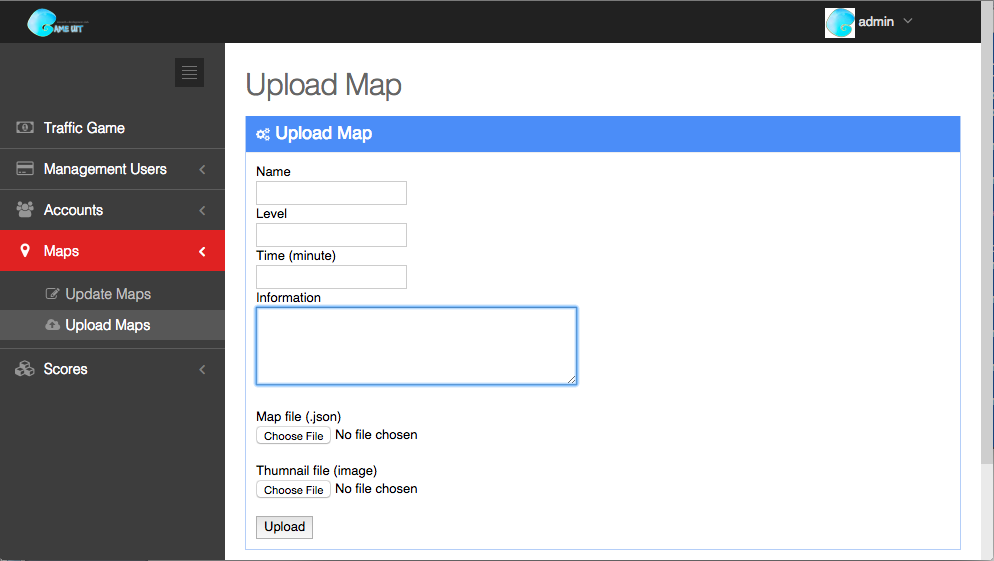 GAME UIT
admin
Upload Map
Traffic Game
Management Users
Accounts
Maps
Update Maps
Upload Maps
Scores
Upload Map
Name
Level
Time (minute)
Information
Map file (.json)
Choose File No file chosen
Thumnail file (image)
Choose File No file chosen
Upload